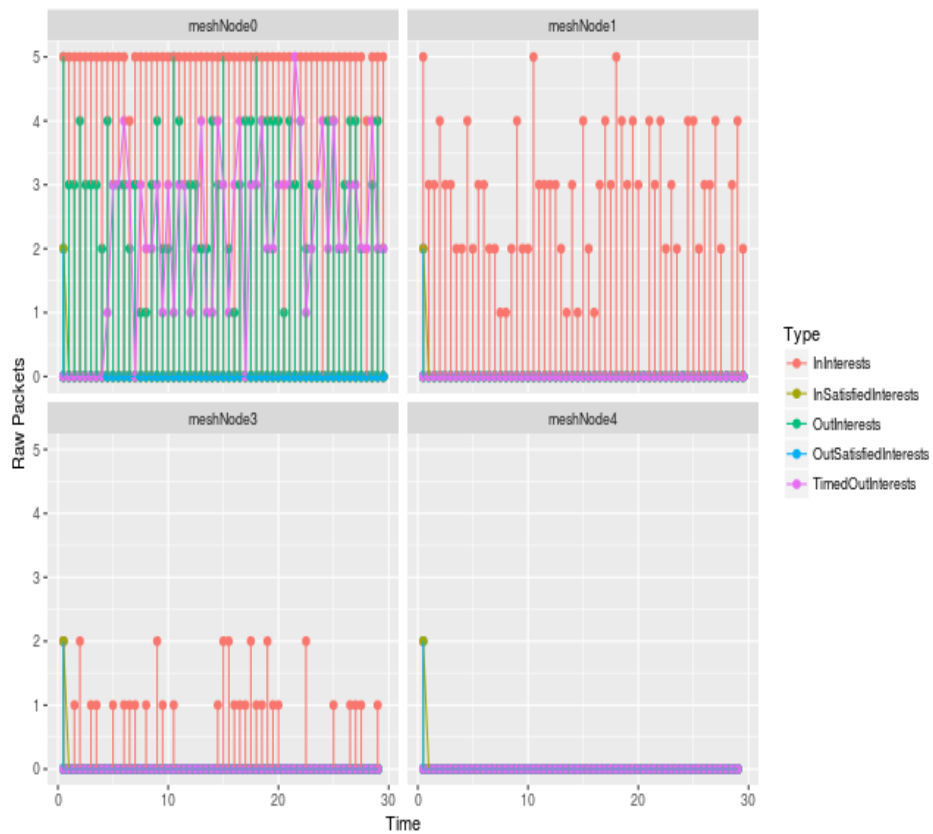 meshNode0 meshNode1
5
4
3
2
1
0
meshNode3 meshNode4
5
4
3
2
1
0
0 10 20 30 0 10 20 30
Time
Raw Packets
Type
InInterests
InSatisfiedInterests
OutInterests
OutSatisfiedInterests
TimedOutInterests